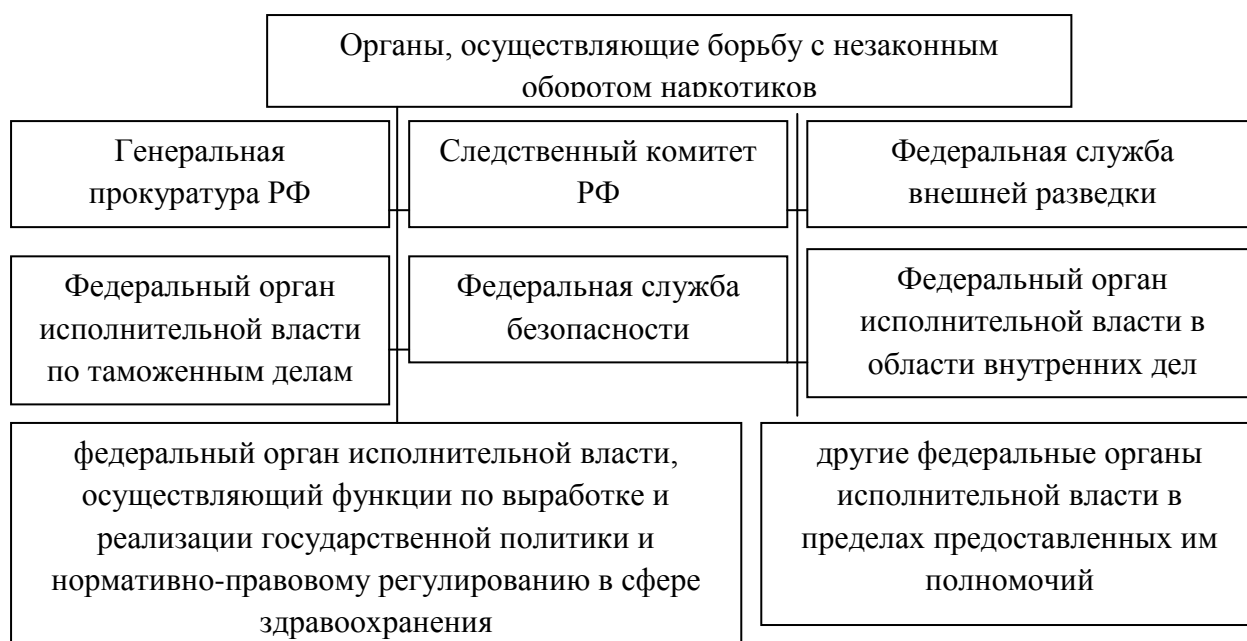 Органы, осуществляющие борьбу с незаконным
оборотом наркотиков
Генеральная
прокуратура РФ
Следственный комитет
РФ
Федеральная служба
внешней разведки
Федеральный орган
исполнительной власти
по таможенным делам
Федеральная служба
безопасности
Федеральный орган
исполнительной власти в
области внутренних дел
федеральный орган исполнительной власти,
осуществляющий функции по выработке и
реализации государственной политики и
нормативно-правовому регулированию в сфере
здравоохранения
другие федеральные органы
исполнительной власти в
пределах предоставленных им
полномочий